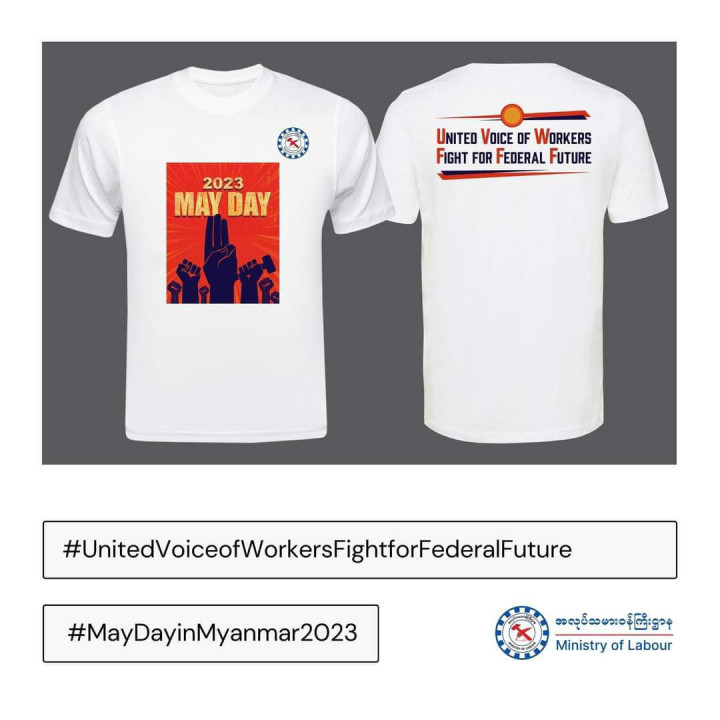 2023
MAY DAY
UNITED VOICE OF WORKERS
FIGHT FOR FEDERAL FUTURE
#UnitedVoiceofWorkersFightforFederalFuture
#MayDayinMyanmar2023
အလုပ်သမားဝန်ကြီးဌာန
Ministry of Labour